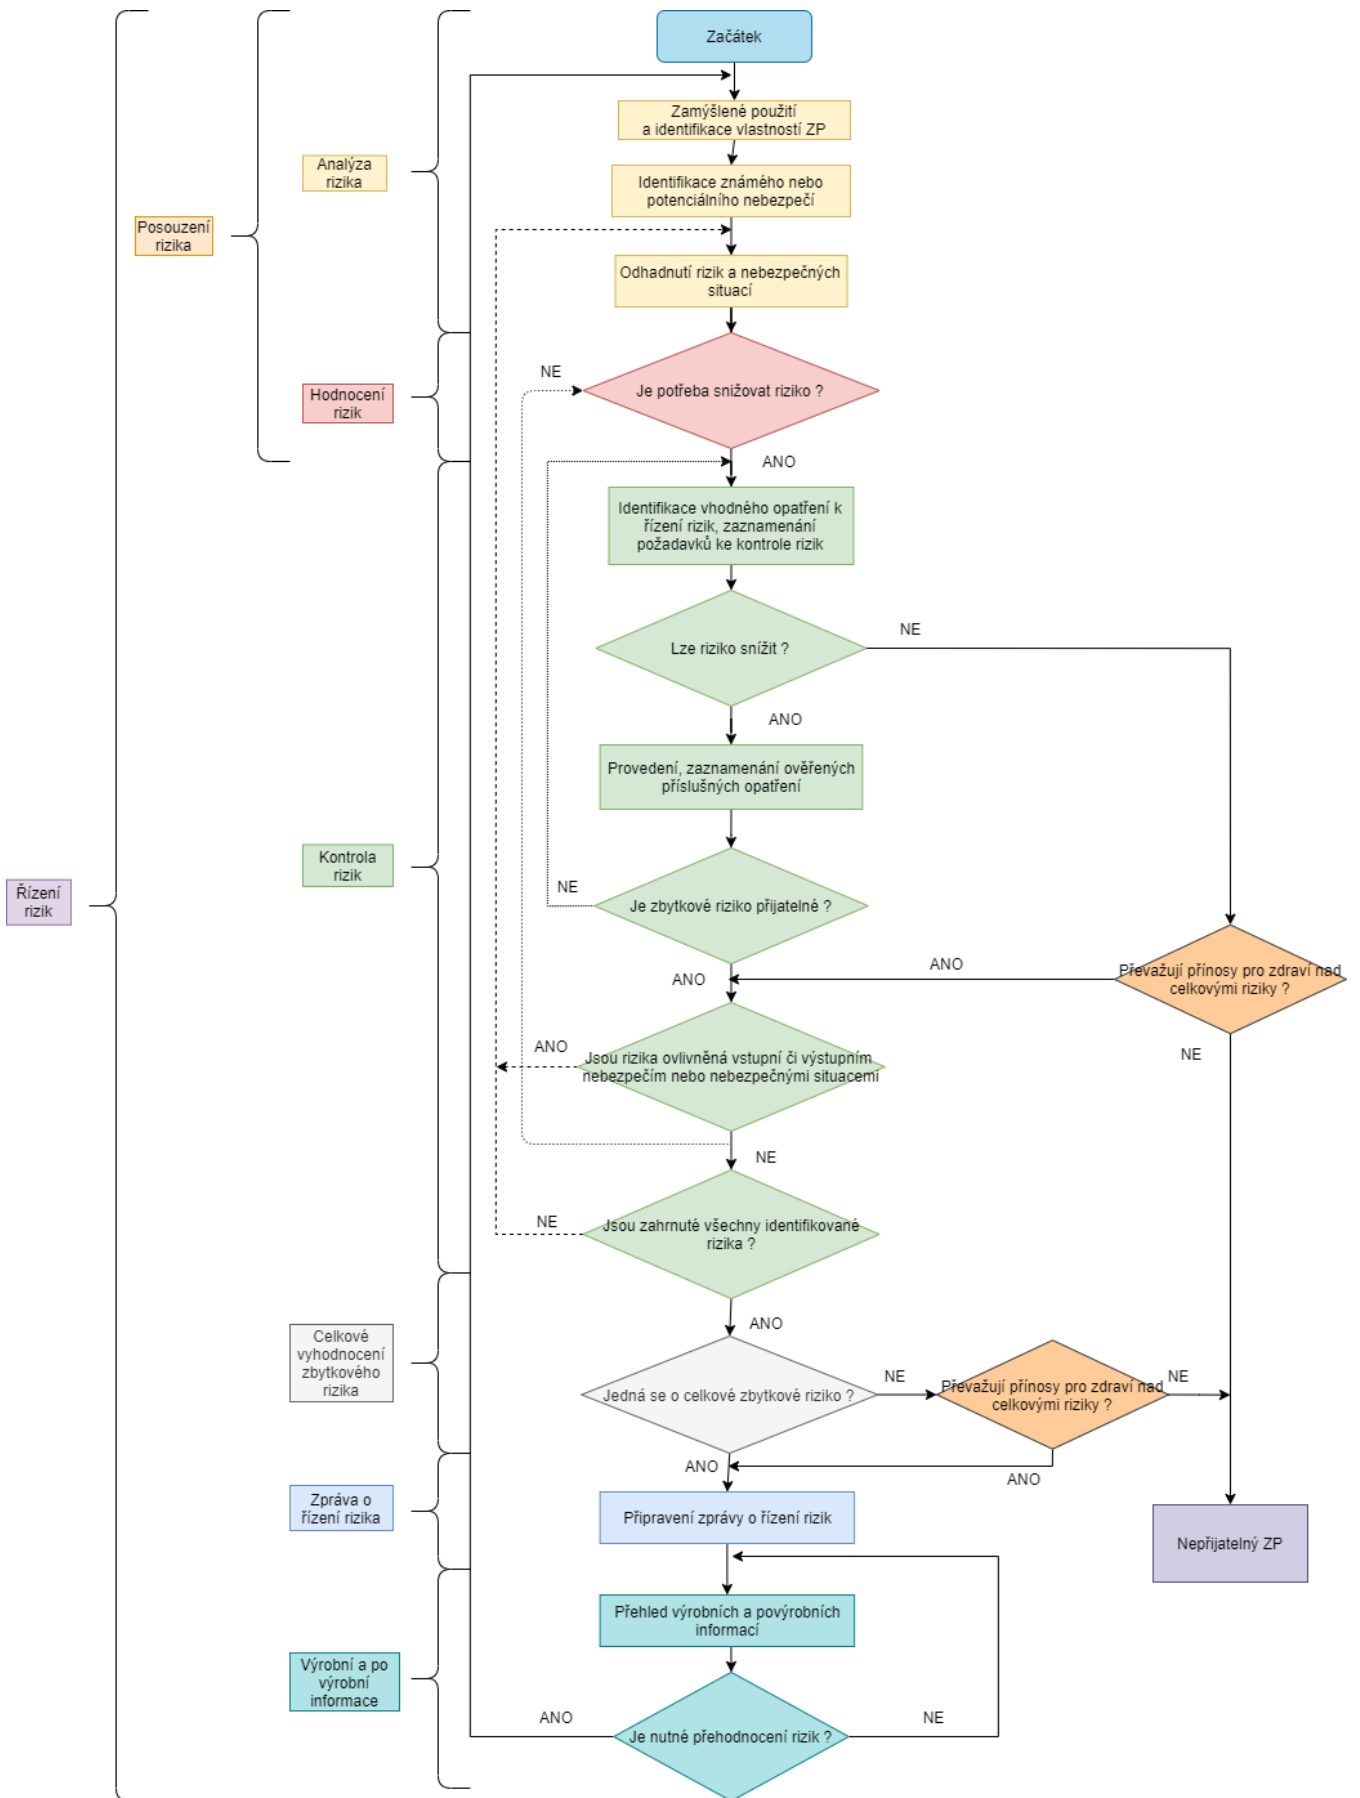 Začátek
Zamýšlené použití
a identifikace vlastností ZP
Analýza
rizika
Identifikace známého nebo
potenciálního nebezpečí
Posouzení
rizika
Odhadnutí rizik a nebezpečných
situací
NE
Je potřeba snižovat riziko ?
Hodnocení
rizik
ANO
Identifikace vhodného opatření k
řízení rizik, zaznamenání
požadavků ke kontrole rizik
NE
Lze riziko snížit ?
ANO
Provedení, zaznamenání ověřených
příslušných opatření
Kontrola
rizik
NE
Je zbytkové riziko přijatelné ?
Řízení
rizik
ANO
ANO
Převažují přínosy pro zdraví nad
celkovými riziky ?
ANO
Jsou rizika ovlivněná vstupní či výstupním
nebezpečím nebo nebezpečnými situacemi
NE
NE
NE
Jsou zahrnuté všechny identifikované
rizika ?
ANO
Celkové
vyhodnocení
zbytkového
rizika
Jedná se o celkové zbytkové riziko ?
NE
Převažují přínosy pro zdraví nad
celkovými riziky ?
NE
ANO
ANO
Zpráva o
řízení rizika
Připravení zprávy o řízení rizik
Nepřijatelný ZP
Přehled výrobních a povýrobních
informací
Výrobní a po
výrobní
informace
ANO
Je nutné přehodnocení rizik ?
NE